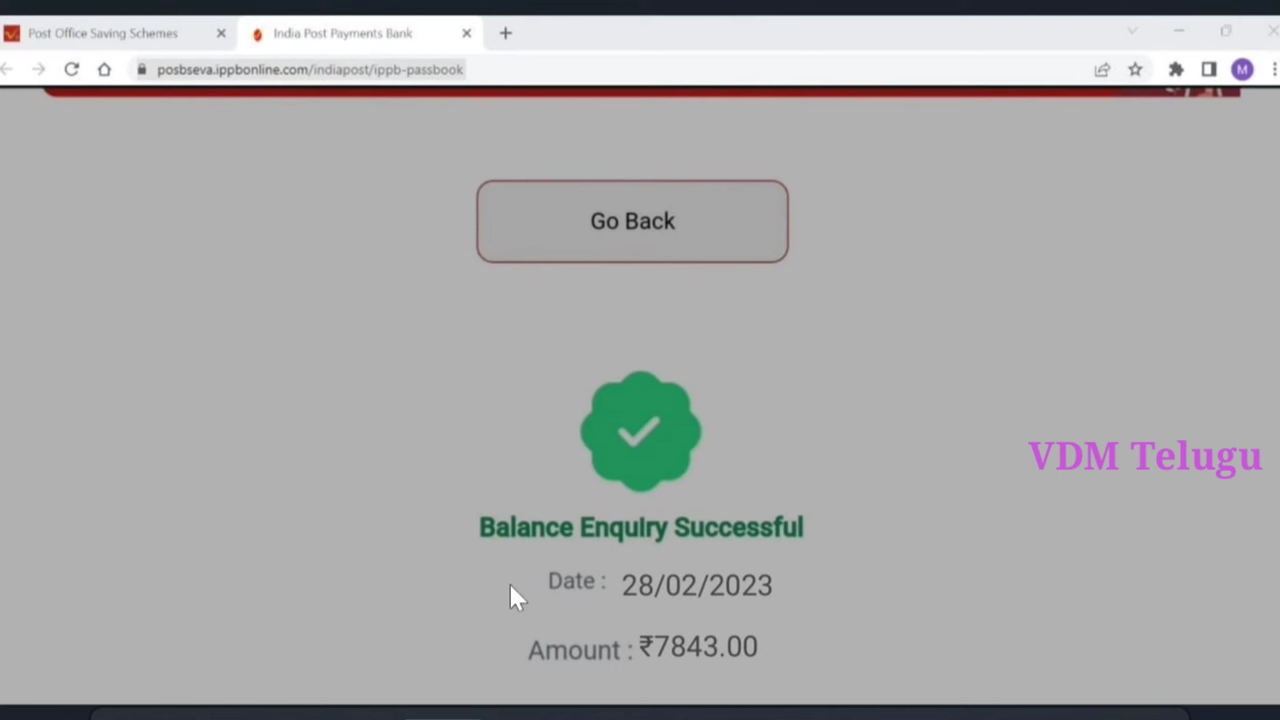 Post Office Saving Schemes
India Post Payments Bank
posbseva.ippbonline.com/indiapost/ippb-passbook
M
Go Back
VDM Telugu
Balance Enquiry Successful
Date : 28/02/2023
Amount : ₹7843.00